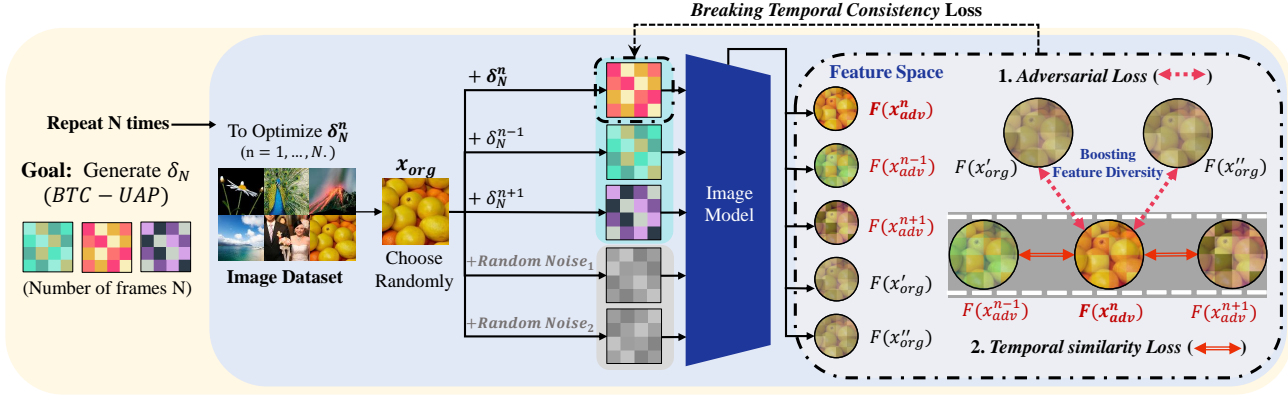 Breaking Temporal Consistency Loss
Repeat N times
Goal: Generate δ_N
(BTC − UAP)
(Number of frames N)
To Optimize δ_N^n
(n = 1, …, N.)
Image Dataset
x_org
Choose
Randomly
+ δ_N^n
+ δ_N^{n−1}
+ δ_N^{n+1}
+Random Noise_1
+Random Noise_2
Image
Model
Feature Space
F(x_adv^n)
F(x_adv^{n−1})
F(x_adv^{n+1})
F(x'_org)
F(x''_org)
1. Adversarial Loss ( )
F(x'_org)
Boosting
Feature Diversity
F(x''_org)
F(x_adv^{n−1})
F(x_adv^n)
F(x_adv^{n+1})
2. Temporal similarity Loss ( )